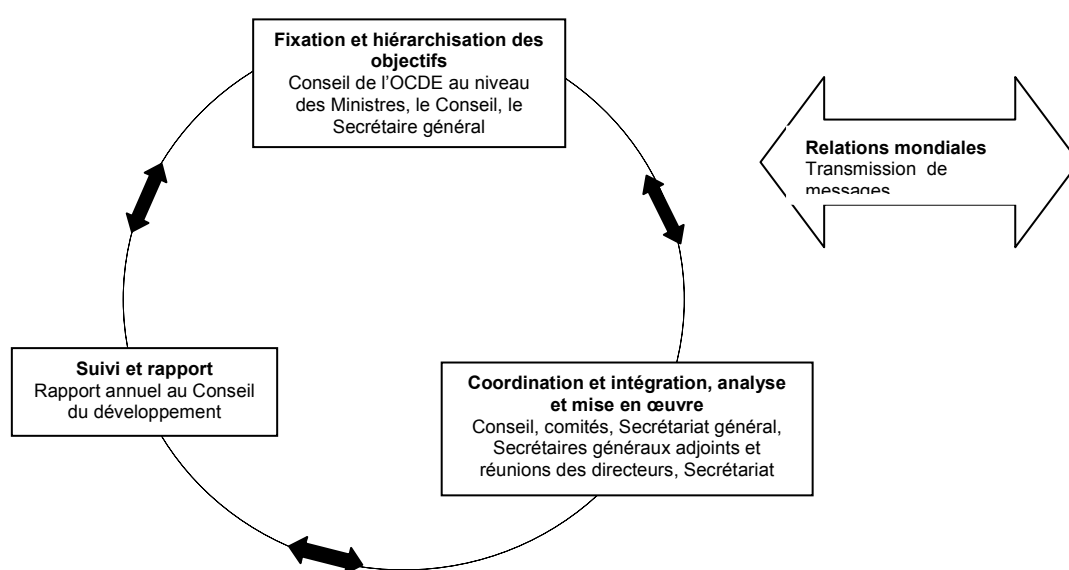 Fixation et hiérarchisation des
objectifs
Conseil de l'OCDE au niveau
des Ministres, le Conseil, le
Secrétaire général
Relations mondiales
Transmission de
messages
Suivi et rapport
Rapport annuel au Conseil
du développement
Coordination et intégration, analyse
et mise en œuvre
Conseil, comités, Secrétariat général,
Secrétaires généraux adjoints et
réunions des directeurs, Secrétariat